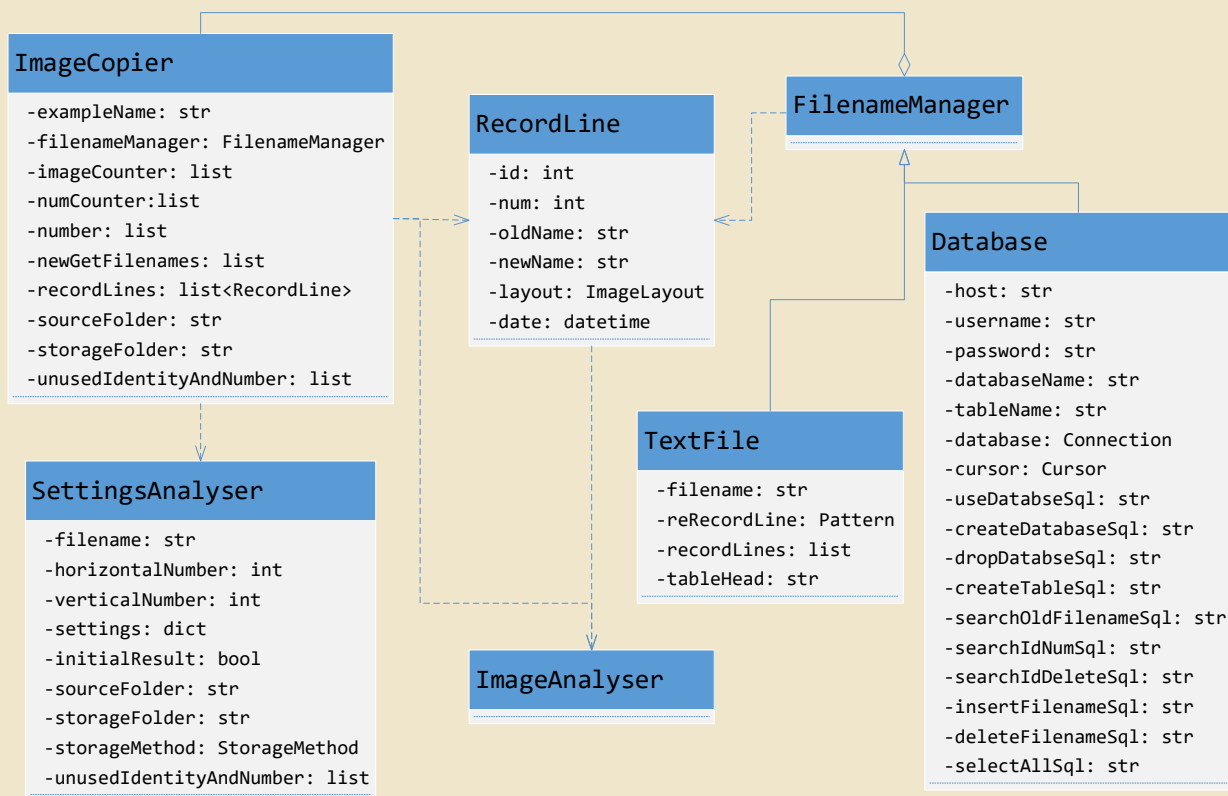 ImageCopier
-exampleName: str
-filenameManager: FilenameManager
-imageCounter: list
-numCounter:list
-number: list
-newGetFilenames: list
-recordLines: list<RecordLine>
-sourceFolder: str
-storageFolder: str
-unusedIdentityAndNumber: list
RecordLine
-id: int
-num: int
-oldName: str
-newName: str
-layout: ImageLayout
-date: datetime
FilenameManager
Database
-host: str
-username: str
-password: str
-databaseName: str
-tableName: str
-database: Connection
-cursor: Cursor
-useDatabseSql: str
-createDatabaseSql: str
-dropDatabseSql: str
-createTableSql: str
-searchOldFilenameSql: str
-searchIdNumSql: str
-searchIdDeleteSql: str
-insertFilenameSql: str
-deleteFilenameSql: str
-selectAllSql: str
TextFile
-filename: str
-reRecordLine: Pattern
-recordLines: list
-tableHead: str
SettingsAnalyser
-filename: str
-horizontalNumber: int
-verticalNumber: int
-settings: dict
-initialResult: bool
-sourceFolder: str
-storageFolder: str
-storageMethod: StorageMethod
-unusedIdentityAndNumber: list
ImageAnalyser